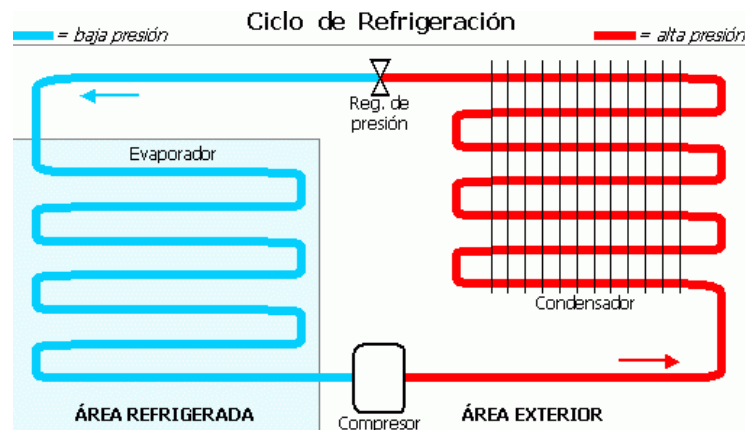 Ciclo de Refrigeración
= baja presión
= alta presión
Reg. de
presión
Evaporador
Condensador
ÁREA REFRIGERADA
Compresor
ÁREA EXTERIOR